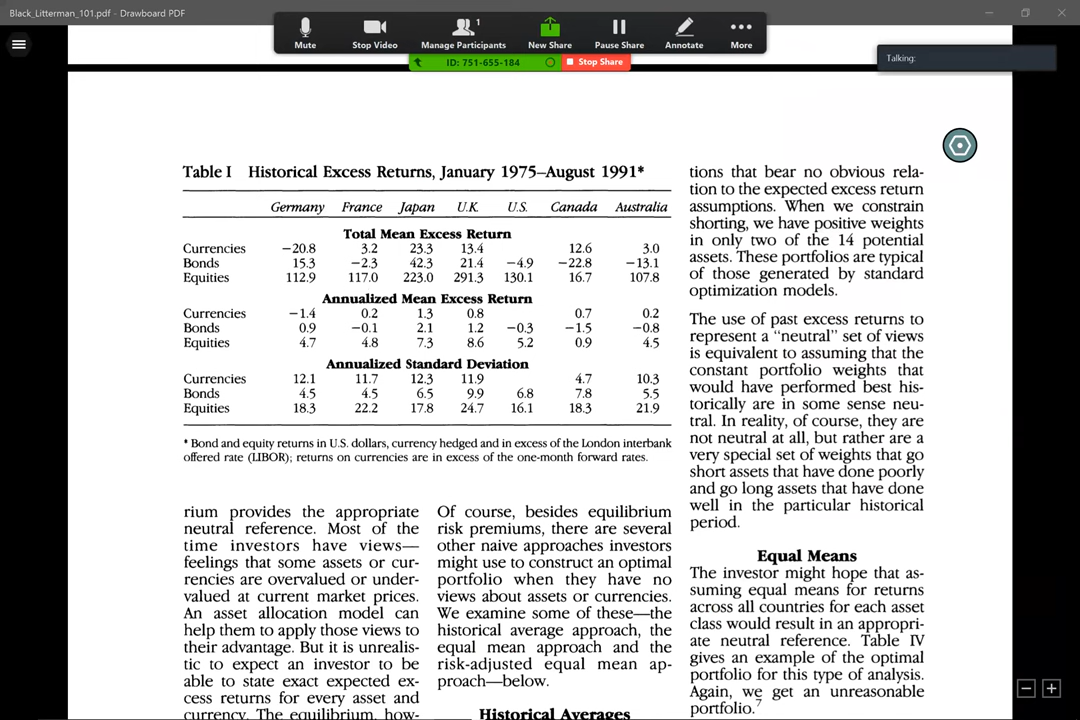 Black_Litterman_101.pdf - Drawboard PDF
Mute
Stop Video
1
Manage Participants
New Share
Pause Share
Annotate
More
ID: 751-655-184
Stop Share
Talking:
Table I Historical Excess Returns, January 1975–August 1991*
Germany France Japan U.K. U.S. Canada Australia
Total Mean Excess Return
Currencies −20.8 3.2 23.3 13.4 12.6 3.0
Bonds 15.3 −2.3 42.3 21.4 −4.9 −22.8 −13.1
Equities 112.9 117.0 223.0 291.3 130.1 16.7 107.8
Annualized Mean Excess Return
Currencies −1.4 0.2 1.3 0.8 0.7 0.2
Bonds 0.9 −0.1 2.1 1.2 −0.3 −1.5 −0.8
Equities 4.7 4.8 7.3 8.6 5.2 0.9 4.5
Annualized Standard Deviation
Currencies 12.1 11.7 12.3 11.9 4.7 10.3
Bonds 4.5 4.5 6.5 9.9 6.8 7.8 5.5
Equities 18.3 22.2 17.8 24.7 16.1 18.3 21.9
* Bond and equity returns in U.S. dollars, currency hedged and in excess of the London interbank
offered rate (LIBOR); returns on currencies are in excess of the one-month forward rates.
rium provides the appropriate
neutral reference. Most of the
time investors have views—
feelings that some assets or cur-
rencies are overvalued or under-
valued at current market prices.
An asset allocation model can
help them to apply those views to
their advantage. But it is unrealis-
tic to expect an investor to be
able to state exact expected ex-
cess returns for every asset and
currency. The equilibrium, how-
Of course, besides equilibrium
risk premiums, there are several
other naive approaches investors
might use to construct an optimal
portfolio when they have no
views about assets or currencies.
We examine some of these—the
historical average approach, the
equal mean approach and the
risk-adjusted equal mean ap-
proach—below.
Historical Averages
tions that bear no obvious rela-
tion to the expected excess return
assumptions. When we constrain
shorting, we have positive weights
in only two of the 14 potential
assets. These portfolios are typical
of those generated by standard
optimization models.
The use of past excess returns to
represent a “neutral” set of views
is equivalent to assuming that the
constant portfolio weights that
would have performed best his-
torically are in some sense neu-
tral. In reality, of course, they are
not neutral at all, but rather are a
very special set of weights that go
short assets that have done poorly
and go long assets that have done
well in the particular historical
period.
Equal Means
The investor might hope that as-
suming equal means for returns
across all countries for each asset
class would result in an appropri-
ate neutral reference. Table IV
gives an example of the optimal
portfolio for this type of analysis.
Again, we get an unreasonable
portfolio.7